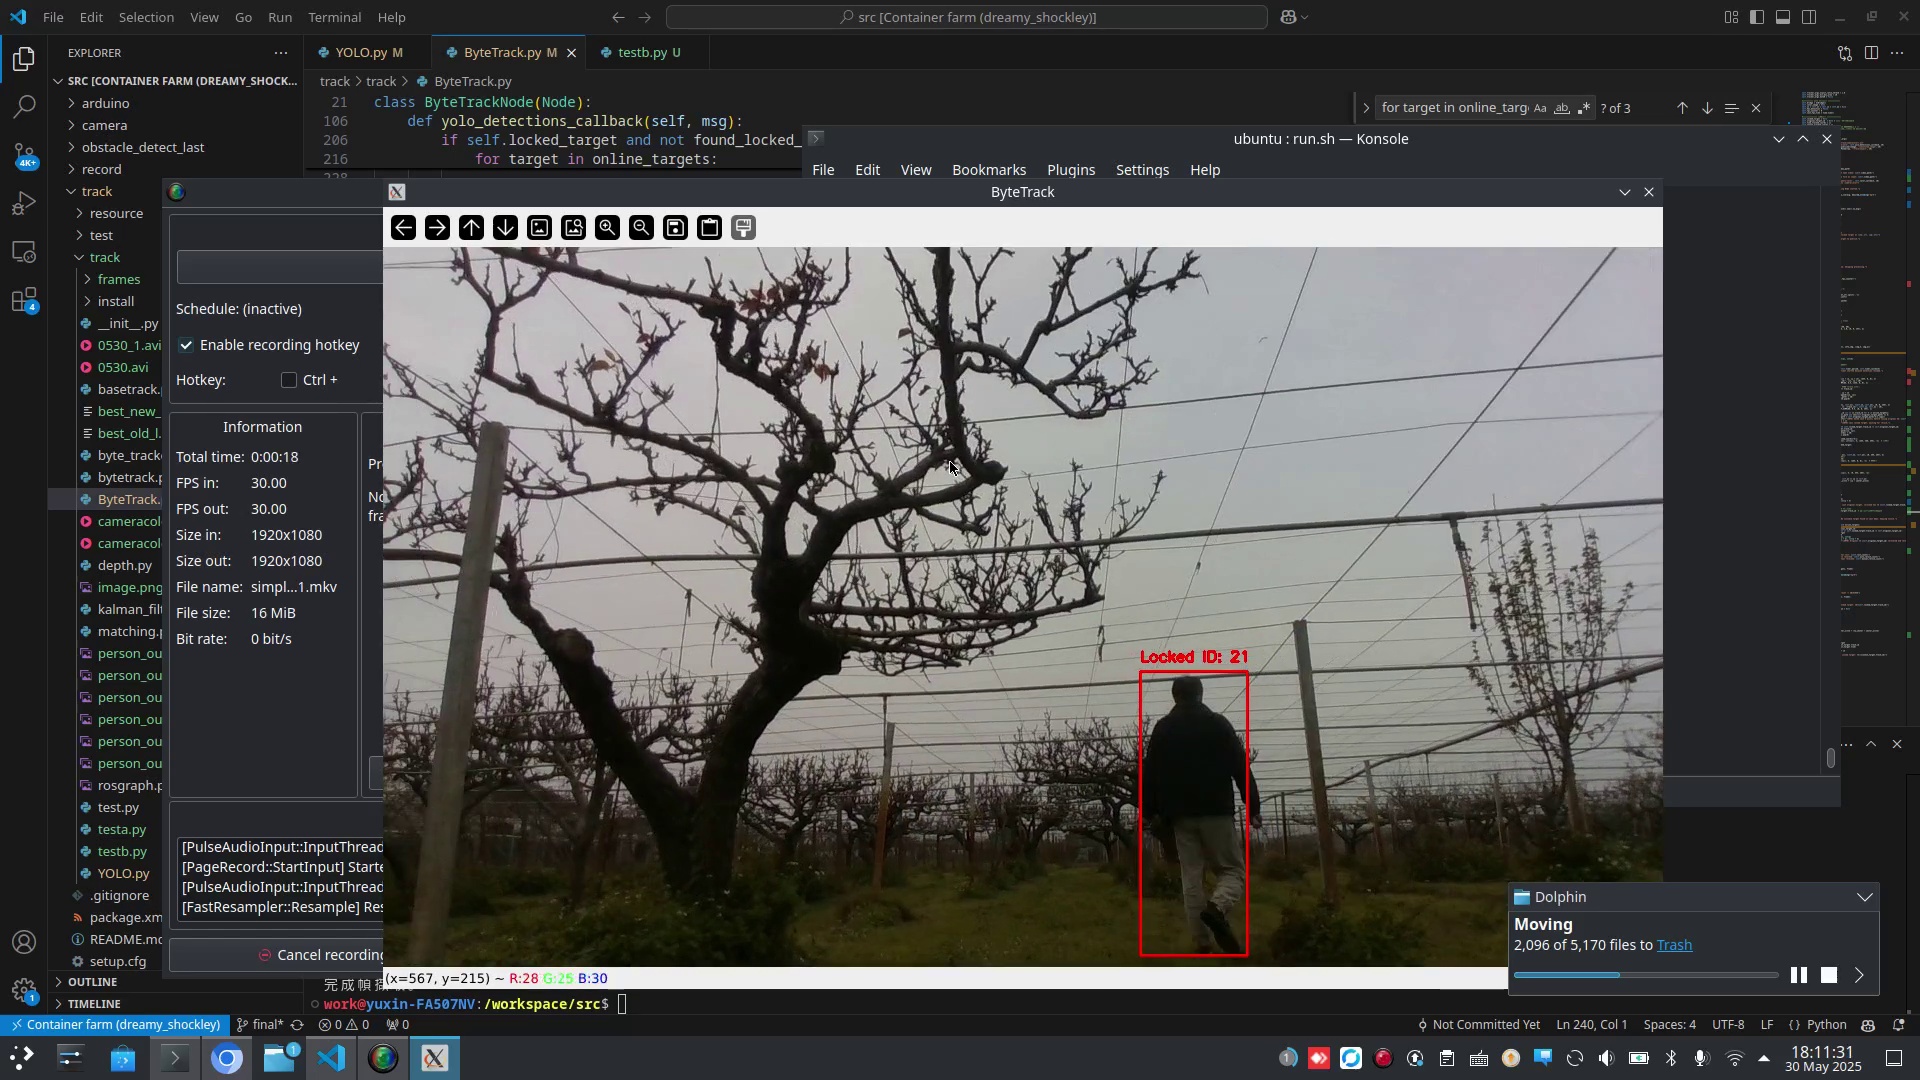 File Edit Selection View Go Run Terminal Help
src [Container farm (dreamy_shockley)]
EXPLORER
YOLO.py M
ByteTrack.py M
testb.py U
SRC [CONTAINER FARM (DREAMY_SHOCK...
track > track > ByteTrack.py
arduino
camera
obstacle_detect_last
record
track
resource
test
track
frames
install
__init__.py
0530_1.avi
0530.avi
basetrack.
best_new_
best_old_l.
byte_track
bytetrack.p
ByteTrack.
cameracol
cameracol
depth.py
image.png
kalman_filt
matching.p
person_ou
person_ou
person_ou
person_ou
person_ou
person_ou
rosgraph.p
test.py
testa.py
testb.py
YOLO.py
.gitignore
package.xm
README.md
setup.cfg
OUTLINE
TIMELINE
21 class ByteTrackNode(Node):
106 def yolo_detections_callback(self, msg):
206 if self.locked_target and not found_locked_
216 for target in online_targets:
228
for target in online_targ
Aa ab .*
? of 3
ubuntu : run.sh — Konsole
File Edit View Bookmarks Plugins Settings Help
ByteTrack
Schedule: (inactive)
Enable recording hotkey
Hotkey: Ctrl +
Information
Total time: 0:00:18
FPS in: 30.00
FPS out: 30.00
Size in: 1920x1080
Size out: 1920x1080
File name: simpl...1.mkv
File size: 16 MiB
Bit rate: 0 bit/s
Pr
No
fra
[PulseAudioInput::InputThread
[PageRecord::StartInput] Starte
[PulseAudioInput::InputThread
[FastResampler::Resample] Res
Cancel recording
Locked ID: 21
(x=567, y=215) ~ R:28 G:25 B:30
work@yuxin-FA507NV:/workspace/src$
Dolphin
Moving
2,096 of 5,170 files to Trash
4K+
4
1
Container farm (dreamy_shockley) final* 0 0 0
Not Committed Yet Ln 240, Col 1 Spaces: 4 UTF-8 LF {} Python
1
1
18:11:31
30 May 2025